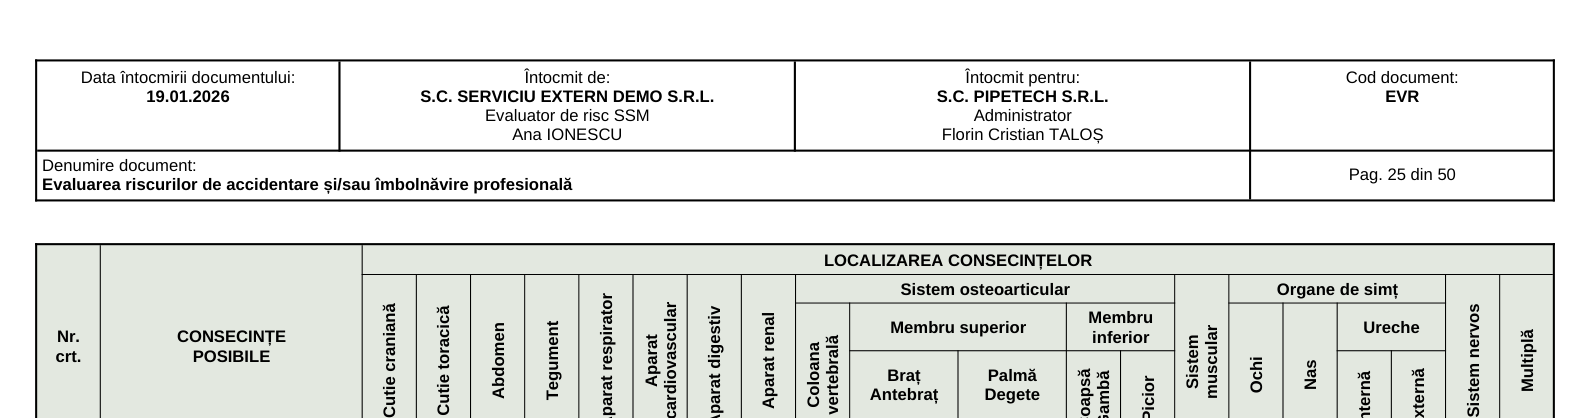 Data întocmirii documentului:
19.01.2026
Întocmit de:
S.C. SERVICIU EXTERN DEMO S.R.L.
Evaluator de risc SSM
Ana IONESCU
Întocmit pentru:
S.C. PIPETECH S.R.L.
Administrator
Florin Cristian TALOȘ
Cod document:
EVR
Denumire document:
Evaluarea riscurilor de accidentare și/sau îmbolnăvire profesională
Pag. 25 din 50
Nr.
crt.
CONSECINȚE
POSIBILE
LOCALIZAREA CONSECINȚELOR
Cutie craniană
Cutie toracică
Abdomen
Tegument
respirator
Aparat
cardiovascular
digestiv
Aparat renal
Sistem osteoarticular
Coloana
vertebrală
Membru superior
Braț
Antebraț
Palmă
Degete
Membru
inferior
Picior
Sistem
muscular
Organe de simț
Ochi
Nas
Ureche
Sistem nervos
Multiplă